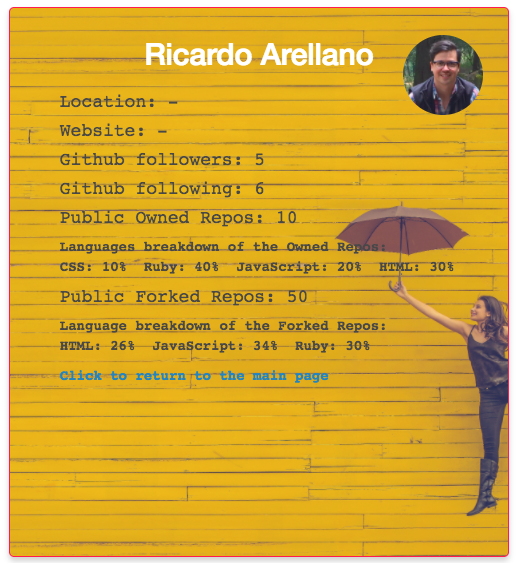 Ricardo Arellano
Location: -
Website: -
Github followers: 5
Github following: 6
Public Owned Repos: 10
Languages breakdown of the Owned Repos:
CSS: 10% Ruby: 40% JavaScript: 20% HTML: 30%
Public Forked Repos: 50
Language breakdown of the Forked Repos:
HTML: 26% JavaScript: 34% Ruby: 30%
Click to return to the main page